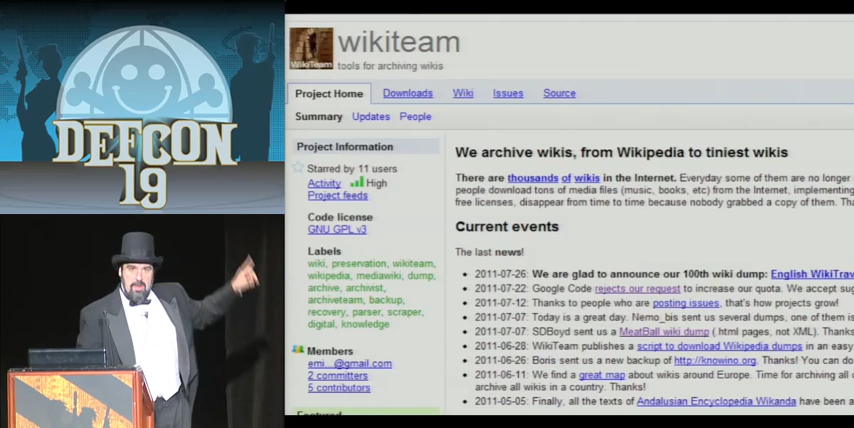 DEFCON
19
WikiTeam
wikiteam
tools for archiving wikis
Project Home Downloads Wiki Issues Source
Summary Updates People
Project Information
Starred by 11 users
Activity High
Project feeds
Code license
GNU GPL v3
Labels
wiki, preservation, wikiteam,
wikipedia, mediawiki, dump,
archive, archivist,
archiveteam, backup,
recovery, parser, scraper,
digital, knowledge
Members
emi...@gmail.com
2 committers
5 contributors
Featured
We archive wikis, from Wikipedia to tiniest wikis
There are thousands of wikis in the Internet. Everyday some of them are no longer
people download tons of media files (music, books, etc) from the Internet, implementing
free licenses, disappear from time to time because nobody grabbed a copy of them. Tha
Current events
The last news!
2011-07-26: We are glad to announce our 100th wiki dump: English WikiTrav
2011-07-22: Google Code rejects our request to increase our quota. We accept sug
2011-07-12: Thanks to people who are posting issues, that's how projects grow!
2011-07-07: Today is a great day. Nemo_bis sent us several dumps, one of them is
2011-07-07: SDBoyd sent us a MeatBall wiki dump (.html pages, not XML). Thanks
2011-06-28: WikiTeam publishes a script to download Wikipedia dumps in an easy
2011-06-26: Boris sent us a new backup of http://knowino.org. Thanks! You can do
2011-06-11: We find a great map about wikis around Europe. Time for archiving all
archive all wikis in a country. Thanks!
2011-05-05: Finally, all the texts of Andalusian Encyclopedia Wikanda have been a